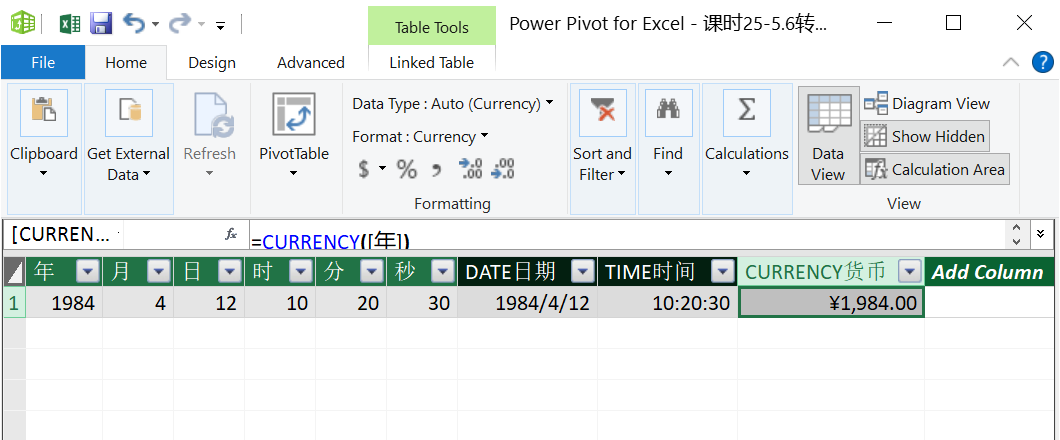 Table Tools
Power Pivot for Excel - 课时25-5.6转...
File Home Design Advanced Linked Table
Clipboard
Get External Data
Refresh
PivotTable
Data Type : Auto (Currency)
Format : Currency
$ % , .00 .0
Formatting
Sort and Filter
Find
Calculations
Data View
Diagram View
Show Hidden
Calculation Area
View
[CURREN... fx =CURRENCY([年])
年 月 日 时 分 秒 DATE日期 TIME时间 CURRENCY货币 Add Column
1 1984 4 12 10 20 30 1984/4/12 10:20:30 ¥1,984.00